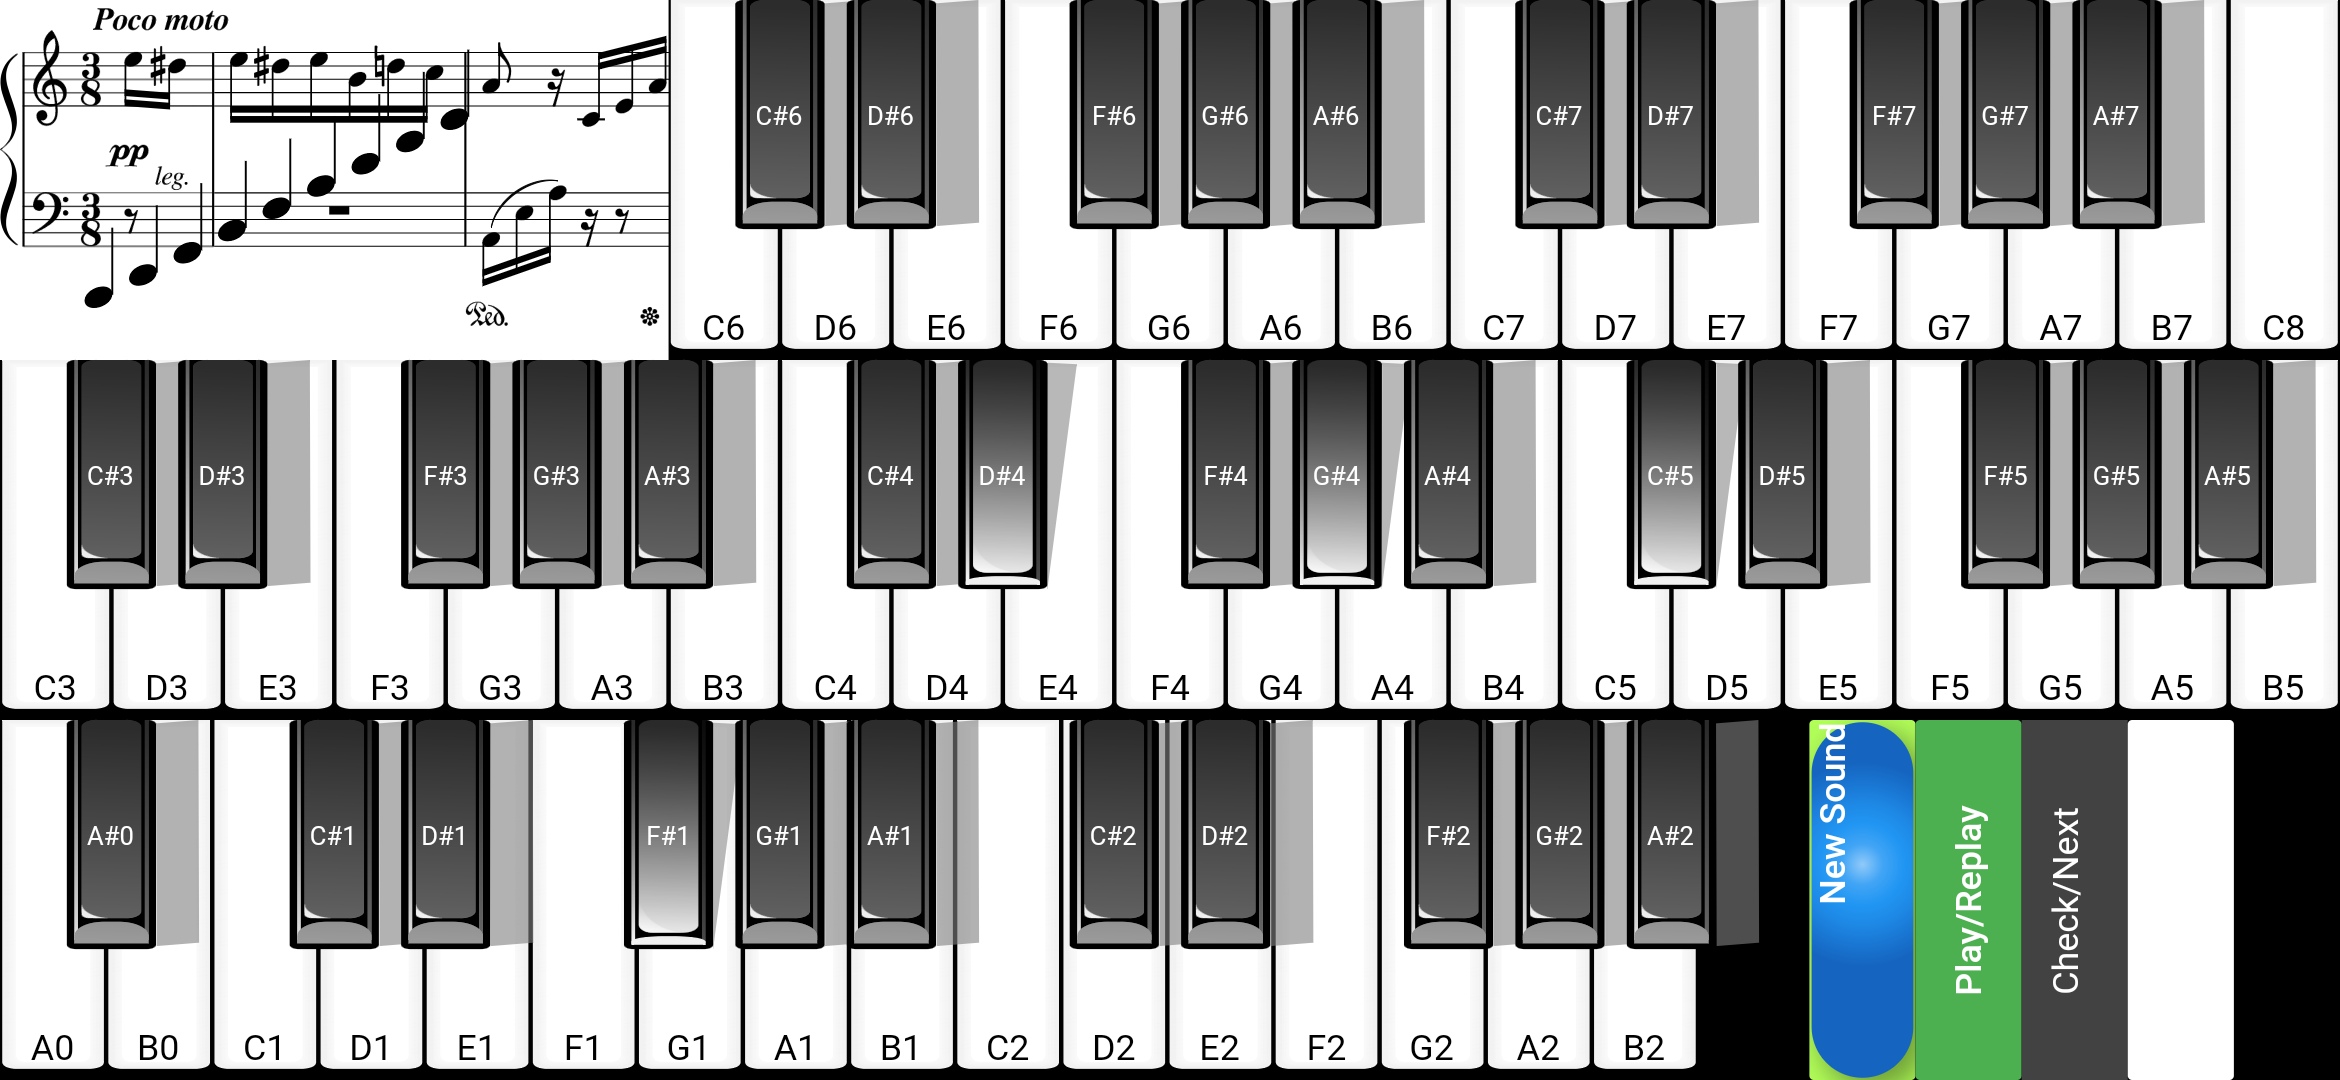 Poco moto
3 8
pp
leg.
3 8
Ped.
C#6 D#6 F#6 G#6 A#6 C#7 D#7 F#7 G#7 A#7
C6 D6 E6 F6 G6 A6 B6 C7 D7 E7 F7 G7 A7 B7 C8
C#3 D#3 F#3 G#3 A#3 C#4 D#4 F#4 G#4 A#4 C#5 D#5 F#5 G#5 A#5
C3 D3 E3 F3 G3 A3 B3 C4 D4 E4 F4 G4 A4 B4 C5 D5 E5 F5 G5 A5 B5
A#0 C#1 D#1 F#1 G#1 A#1 C#2 D#2 F#2 G#2 A#2
A0 B0 C1 D1 E1 F1 G1 A1 B1 C2 D2 E2 F2 G2 A2 B2
New Sound
Play/Replay
Check/Next